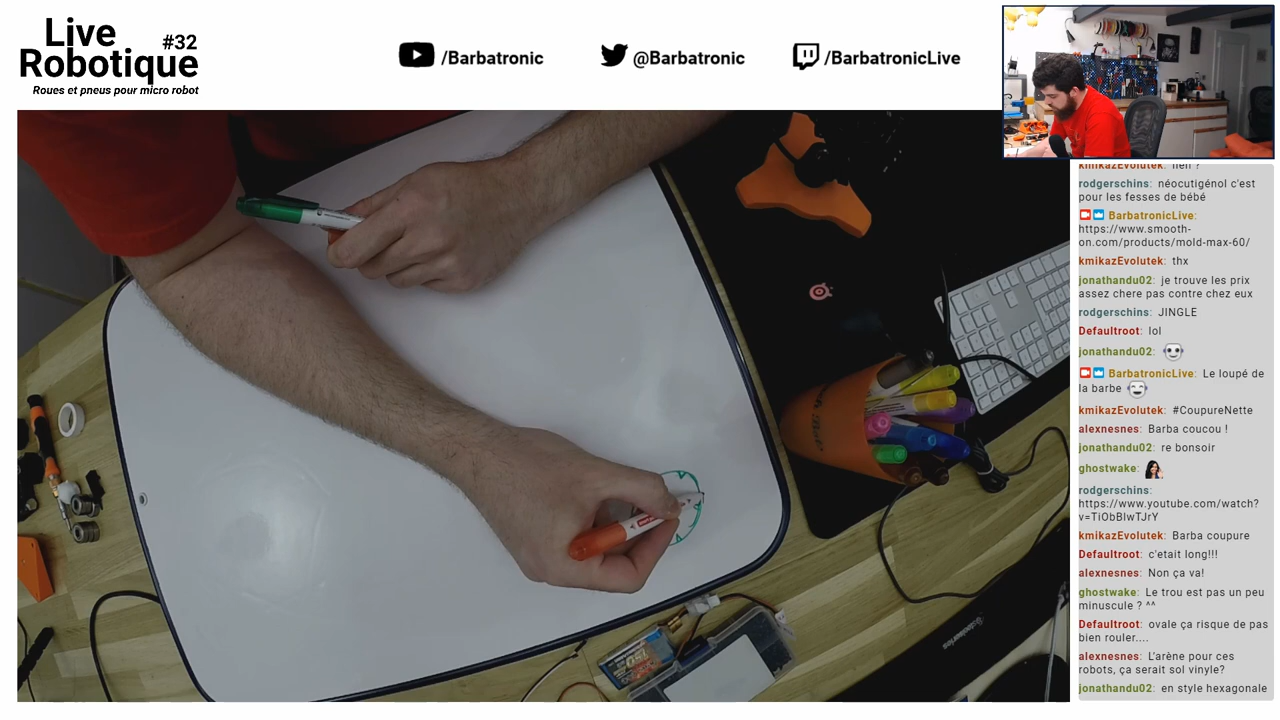 Live
Robotique #32
Roues et pneus pour micro robot
/Barbatronic
@Barbatronic
/BarbatronicLive
kmikazEvolutek: rien ?
rodgerschins: néocutigénol c'est
pour les fesses de bébé
BarbatronicLive:
https://www.smooth-
on.com/products/mold-max-60/
kmikazEvolutek: thx
jonathandu02: je trouve les prix
assez chere pas contre chez eux
rodgerschins: JINGLE
Defaultroot: lol
jonathandu02:
BarbatronicLive: Le loupé de
la barbe
kmikazEvolutek: #CoupureNette
alexnesnes: Barba coucou !
jonathandu02: re bonsoir
ghostwake:
rodgerschins:
https://www.youtube.com/watch?
v=TiObBlwTJrY
kmikazEvolutek: Barba coupure
Defaultroot: c'etait long!!!
alexnesnes: Non ça va!
ghostwake: Le trou est pas un peu
minuscule ? ^^
Defaultroot: ovale ça risque de pas
bien rouler....
alexnesnes: L'arène pour ces
robots, ça serait sol vinyle?
jonathandu02: en style hexagonale